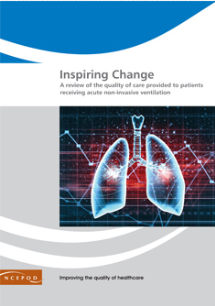 Inspiring Change
A review of the quality of care provided to patients
receiving acute non-invasive ventilation
NCEPOD
Improving the quality of healthcare